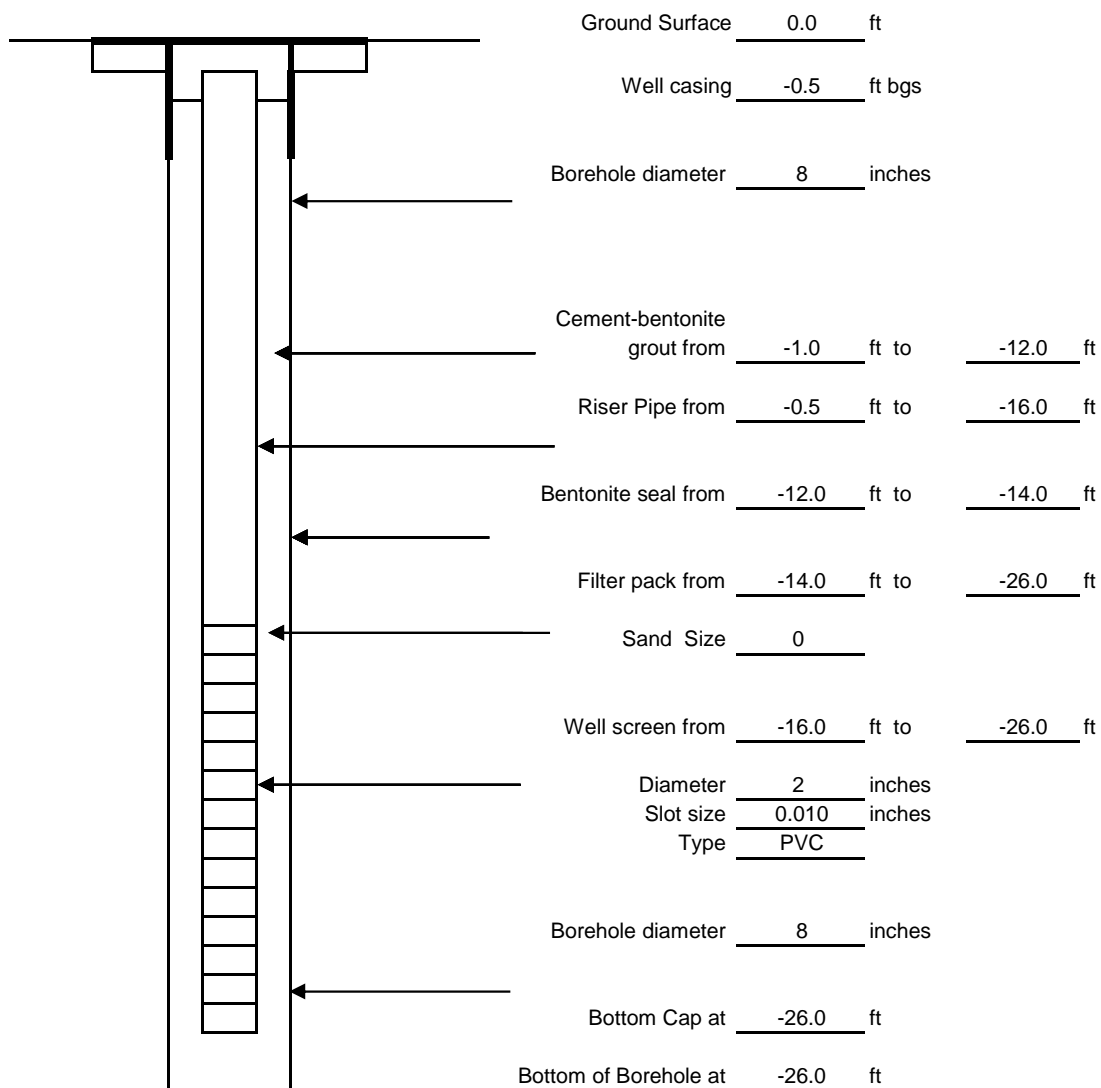 Ground Surface 0.0 ft
Well casing -0.5 ft bgs
Borehole diameter 8 inches
Cement-bentonite
grout from -1.0 ft to -12.0 ft
Riser Pipe from -0.5 ft to -16.0 ft
Bentonite seal from -12.0 ft to -14.0 ft
Filter pack from -14.0 ft to -26.0 ft
Sand Size 0
Well screen from -16.0 ft to -26.0 ft
Diameter 2 inches
Slot size 0.010 inches
Type PVC
Borehole diameter 8 inches
Bottom Cap at -26.0 ft
Bottom of Borehole at -26.0 ft